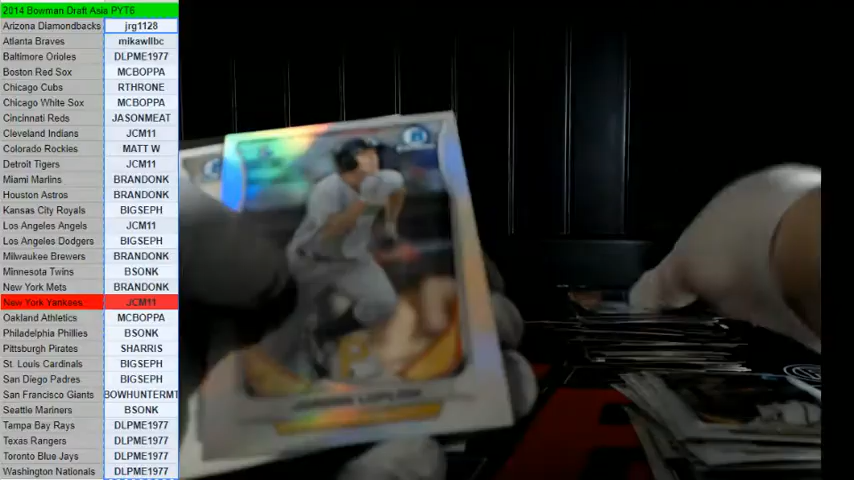 2014 Bowman Draft Asia PYT6
Arizona Diamondbacks jrg1128
Atlanta Braves mikawllbc
Baltimore Orioles DLPME1977
Boston Red Sox MCBOPPA
Chicago Cubs RTHRONE
Chicago White Sox MCBOPPA
Cincinnati Reds JASONMEAT
Cleveland Indians JCM11
Colorado Rockies MATT W
Detroit Tigers JCM11
Miami Marlins BRANDONK
Houston Astros BRANDONK
Kansas City Royals BIGSEPH
Los Angeles Angels JCM11
Los Angeles Dodgers BIGSEPH
Milwaukee Brewers BRANDONK
Minnesota Twins BSONK
New York Mets BRANDONK
New York Yankees JCM11
Oakland Athletics MCBOPPA
Philadelphia Phillies BSONK
Pittsburgh Pirates SHARRIS
St. Louis Cardinals BIGSEPH
San Diego Padres BIGSEPH
San Francisco Giants BOWHUNTERMT
Seattle Mariners BSONK
Tampa Bay Rays DLPME1977
Texas Rangers DLPME1977
Toronto Blue Jays DLPME1977
Washington Nationals DLPME1977